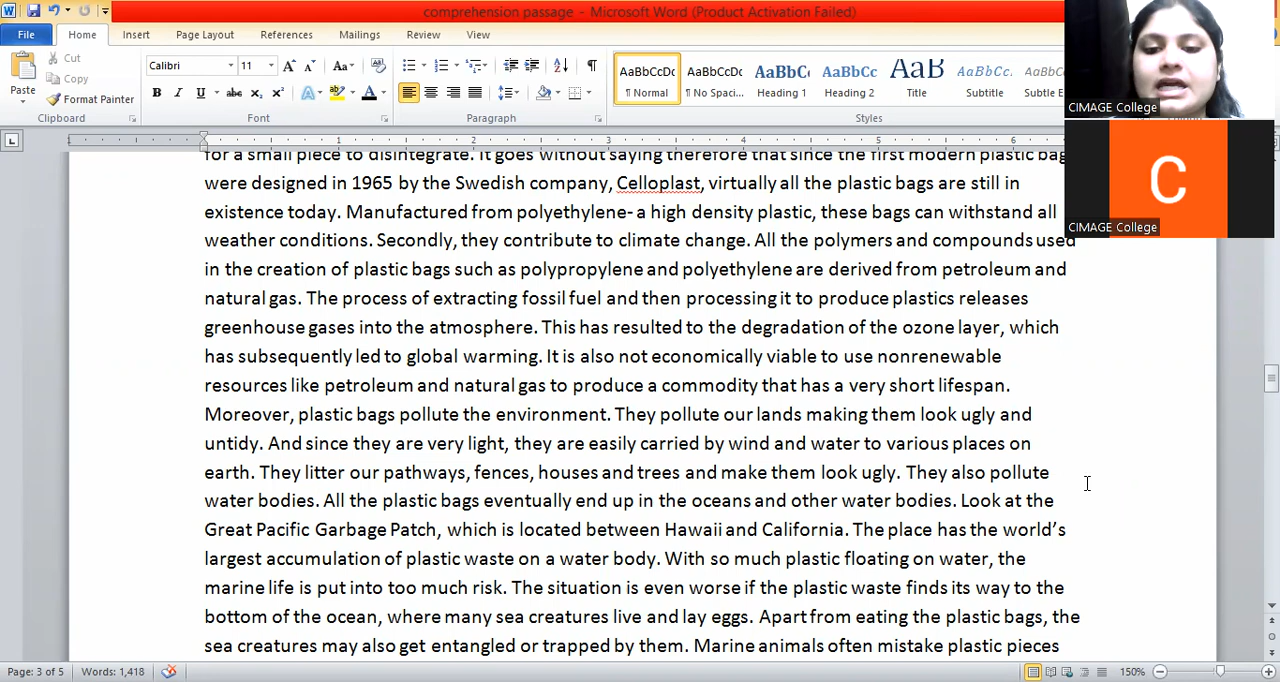 comprehension passage - Microsoft Word (Product Activation Failed)
File Home Insert Page Layout References Mailings Review View
Cut
Copy
Paste
Format Painter
Clipboard
Calibri 11
Font
Paragraph
AaBbCcDc AaBbCcDc AaBbC AaBbCc AaB AaBbCc. AaBbCcD
¶ Normal ¶ No Spaci... Heading 1 Heading 2 Title Subtitle Subtle E
Styles
CIMAGE College
C
CIMAGE College
1 2 3 4 5 6
for a small piece to disintegrate. It goes without saying therefore that since the first modern plastic bags
were designed in 1965 by the Swedish company, Celloplast, virtually all the plastic bags are still in
existence today. Manufactured from polyethylene- a high density plastic, these bags can withstand all
weather conditions. Secondly, they contribute to climate change. All the polymers and compounds used
in the creation of plastic bags such as polypropylene and polyethylene are derived from petroleum and
natural gas. The process of extracting fossil fuel and then processing it to produce plastics releases
greenhouse gases into the atmosphere. This has resulted to the degradation of the ozone layer, which
has subsequently led to global warming. It is also not economically viable to use nonrenewable
resources like petroleum and natural gas to produce a commodity that has a very short lifespan.
Moreover, plastic bags pollute the environment. They pollute our lands making them look ugly and
untidy. And since they are very light, they are easily carried by wind and water to various places on
earth. They litter our pathways, fences, houses and trees and make them look ugly. They also pollute
water bodies. All the plastic bags eventually end up in the oceans and other water bodies. Look at the
Great Pacific Garbage Patch, which is located between Hawaii and California. The place has the world’s
largest accumulation of plastic waste on a water body. With so much plastic floating on water, the
marine life is put into too much risk. The situation is even worse if the plastic waste finds its way to the
bottom of the ocean, where many sea creatures live and lay eggs. Apart from eating the plastic bags, the
sea creatures may also get entangled or trapped by them. Marine animals often mistake plastic pieces
Page: 3 of 5 Words: 1,418 150%